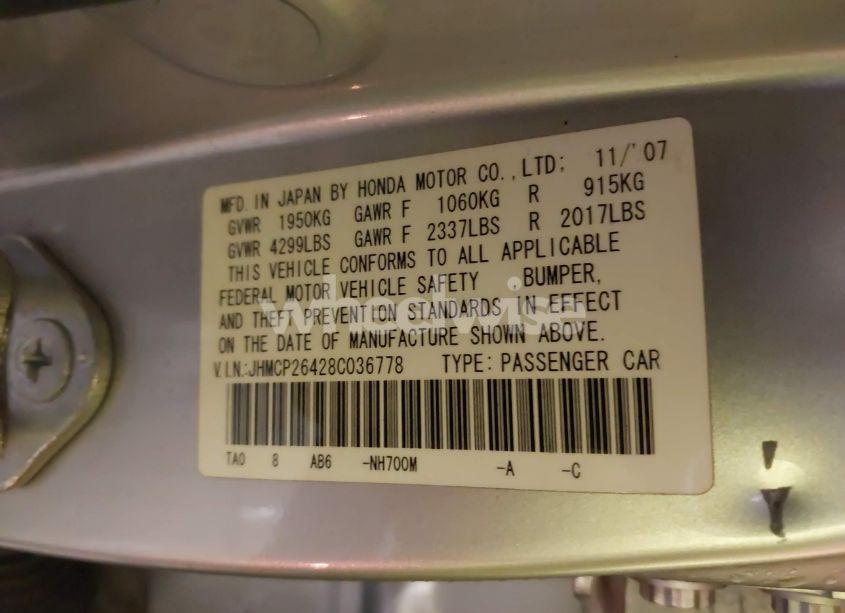 MFD. IN JAPAN BY HONDA MOTOR CO.,LTD; 11/'07
GVWR 1950KG GAWR F 1060KG R 915KG
GVWR 4299LBS GAWR F 2337LBS R 2017LBS
THIS VEHICLE CONFORMS TO ALL APPLICABLE
FEDERAL MOTOR VEHICLE SAFETY BUMPER,
AND THEFT PREVENTION STANDARDS IN EFFECT
ON THE DATE OF MANUFACTURE SHOWN ABOVE.
V.I.N.:JHMCP26428C036778 TYPE: PASSENGER CAR
TA0 8 AB6 -NH700M -A -C
wheelwise